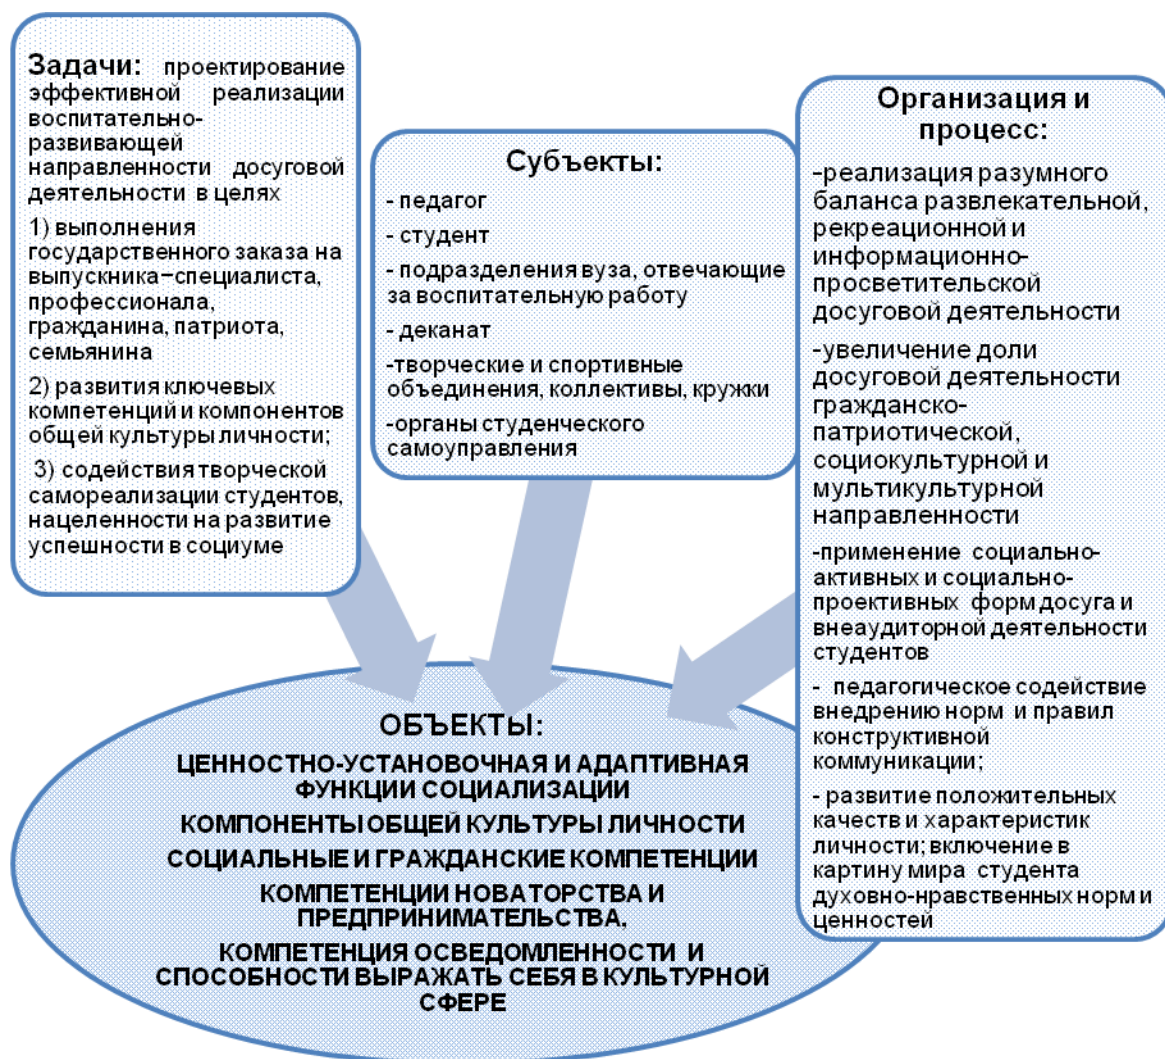 Задачи: проектирование
эффективной реализации
воспитательно-
развивающей
направленности досуговой
деятельности в целях
1) выполнения
государственного заказа на
выпускника−специалиста,
профессионала,
гражданина, патриота,
семьянина
2) развития ключевых
компетенций и компонентов
общей культуры личности;
3) содействия творческой
самореализации студентов,
нацеленности на развитие
успешности в социуме
Субъекты:
- педагог
- студент
- подразделения вуза, отвечающие
за воспитательную работу
- деканат
-творческие и спортивные
объединения, коллективы, кружки
-органы студенческого
самоуправления
Организация и
процесс:
-реализация разумного
баланса развлекательной,
рекреационной и
информационно-
просветительской
досуговой деятельности
-увеличение доли
досуговой деятельности
гражданско-
патриотической,
социокультурной и
мультикультурной
направленности
-применение социально-
активных и социально-
проективных форм досуга и
внеаудиторной деятельности
студентов
- педагогическое содействие
внедрению норм и правил
конструктивной
коммуникации;
- развитие положительных
качеств и характеристик
личности; включение в
картину мира студента
духовно-нравственных норм и
ценностей
ОБЪЕКТЫ:
ЦЕННОСТНО-УСТАНОВОЧНАЯ И АДАПТИВНАЯ
ФУНКЦИИ СОЦИАЛИЗАЦИИ
КОМПОНЕНТЫ ОБЩЕЙ КУЛЬТУРЫ ЛИЧНОСТИ
СОЦИАЛЬНЫЕ И ГРАЖДАНСКИЕ КОМПЕТЕНЦИИ
КОМПЕТЕНЦИИ НОВАТОРСТВА И
ПРЕДПРИНИМАТЕЛЬСТВА,
КОМПЕТЕНЦИЯ ОСВЕДОМЛЕННОСТИ И
СПОСОБНОСТИ ВЫРАЖАТЬ СЕБЯ В КУЛЬТУРНОЙ
СФЕРЕ